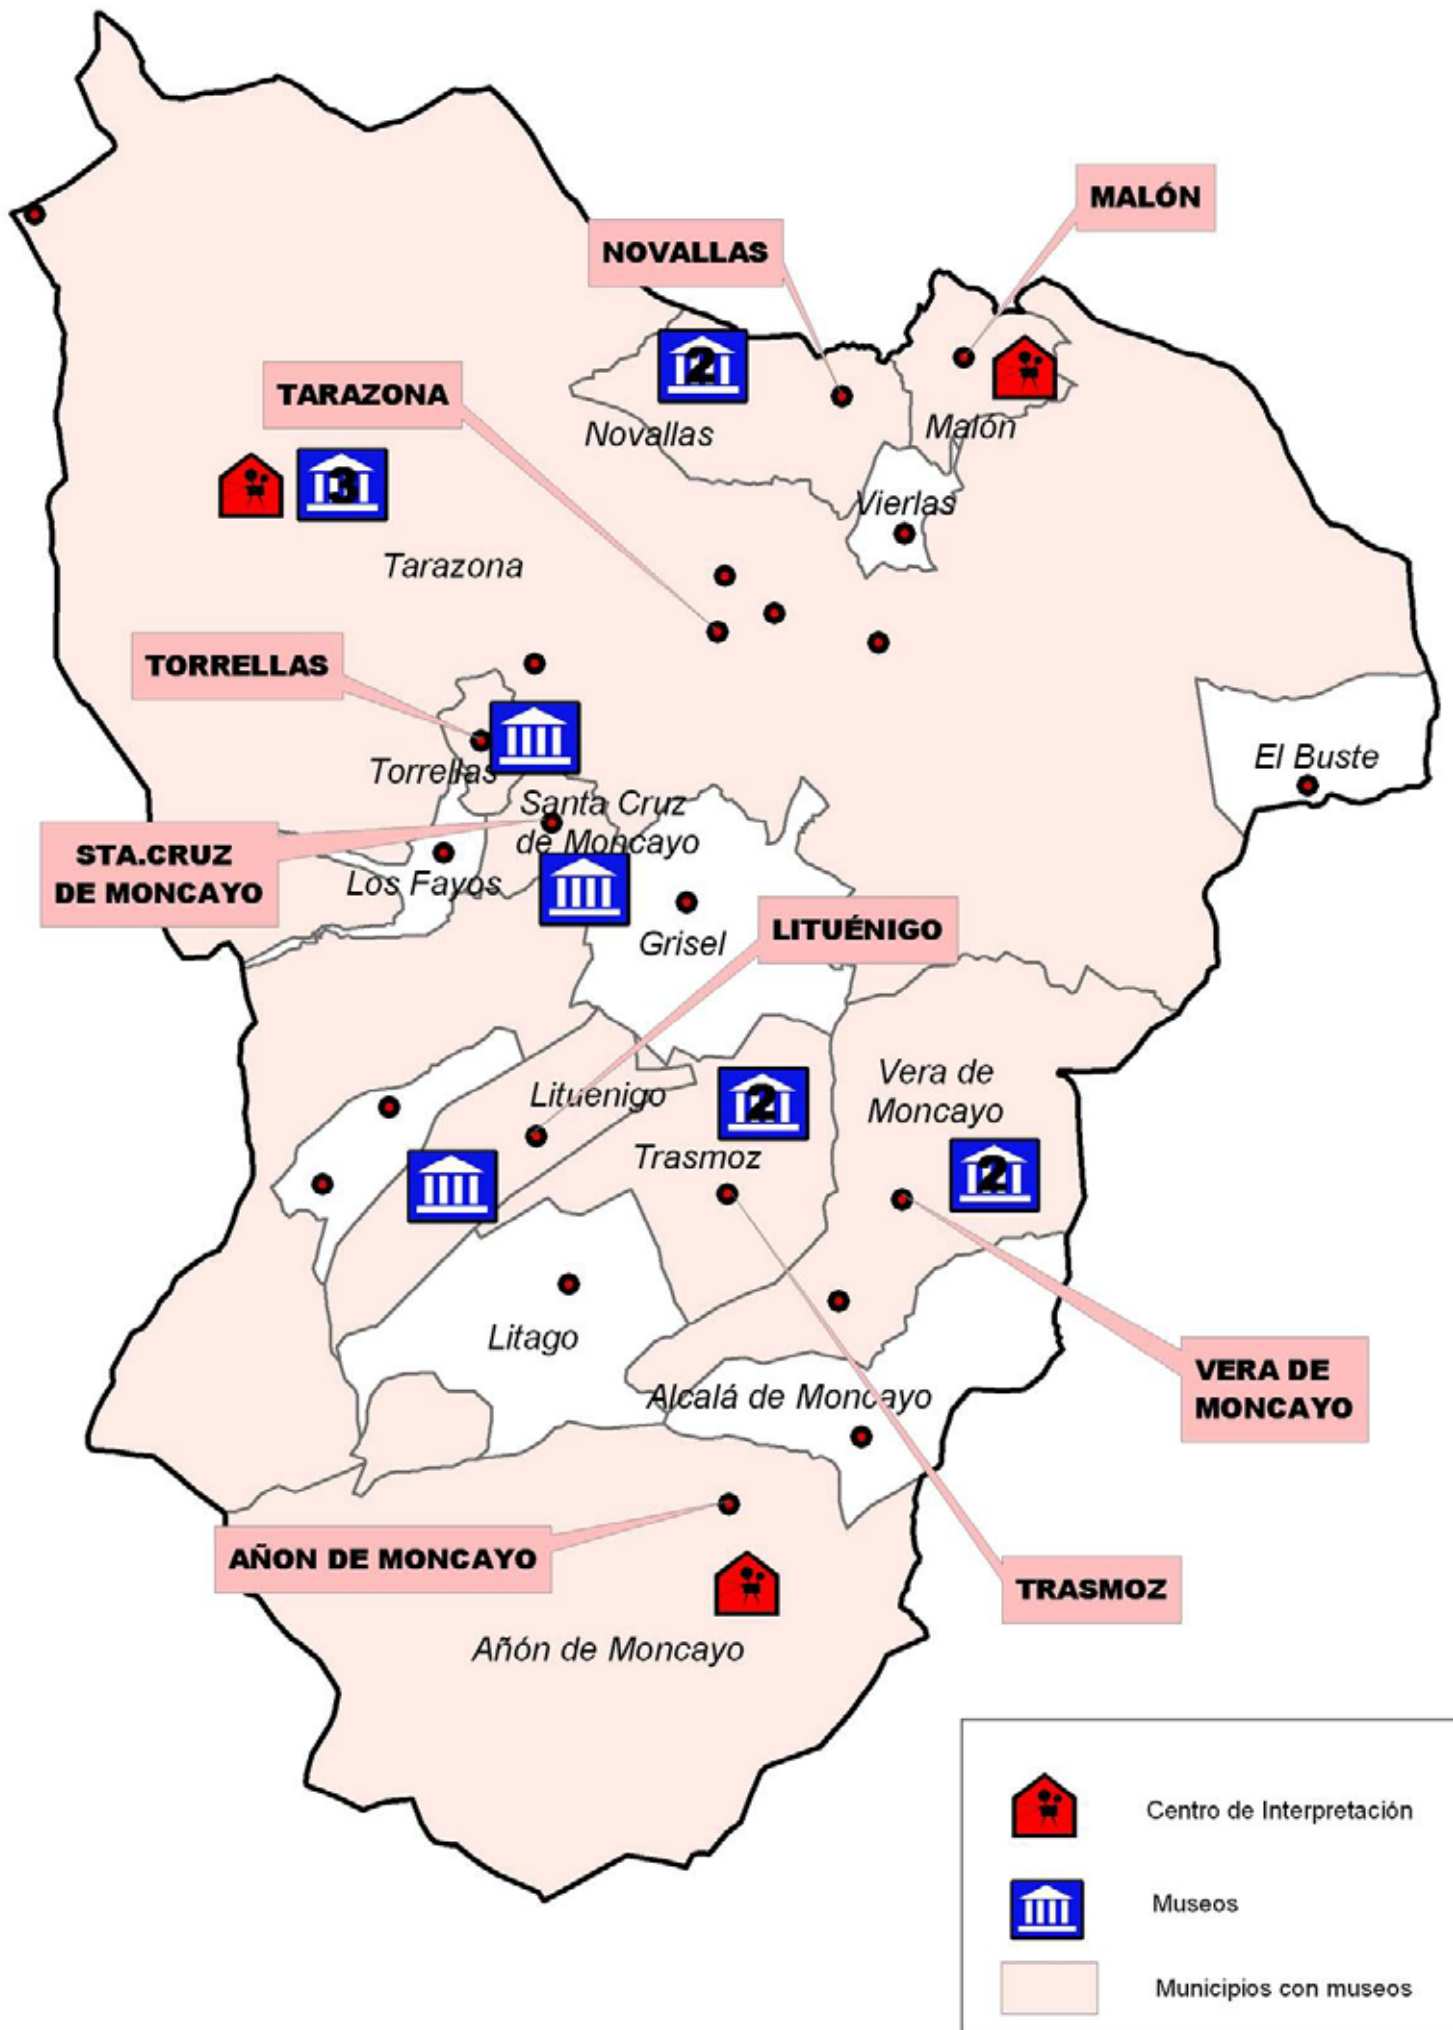 MALÓN
NOVALLAS
TARAZONA
2
Novallas
Malón
3
Vierlas
Tarazona
TORRELLAS
El Buste
Torrellas
Santa Cruz
de Moncayo
STA.CRUZ
DE MONCAYO
Los Fayos
LITUÉNIGO
Grisel
Vera de
Moncayo
Lituenigo
2
Trasmoz
2
Litago
VERA DE
MONCAYO
Alcalá de Moncayo
AÑON DE MONCAYO
TRASMOZ
Añón de Moncayo
Centro de Interpretación
Museos
Municipios con museos